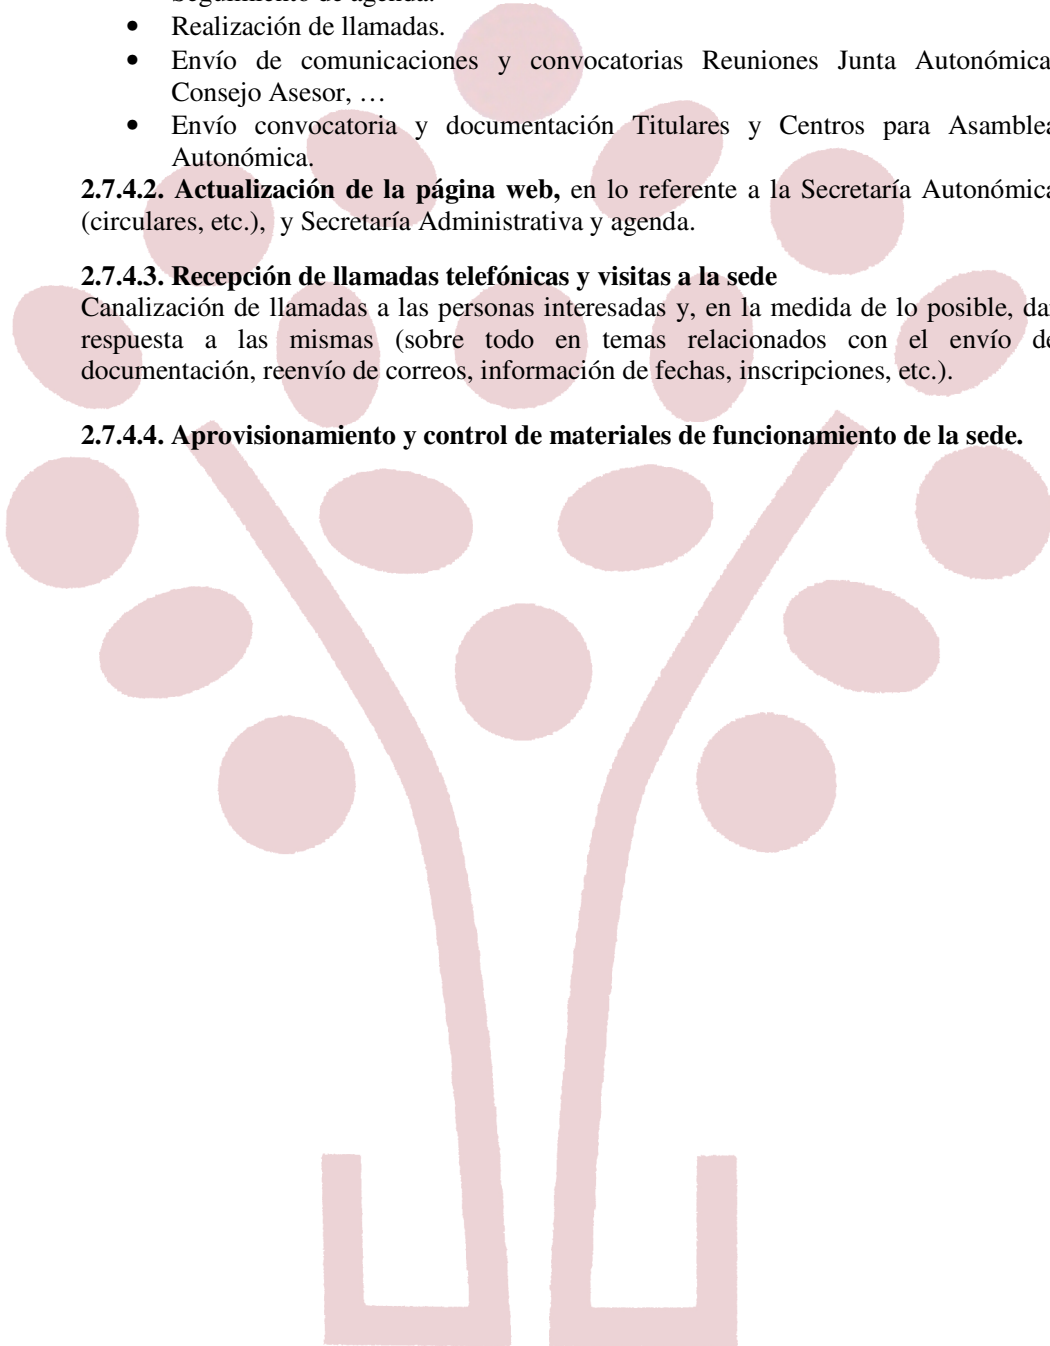 Seguimiento de agenda.
• Realización de llamadas.
• Envío de comunicaciones y convocatorias Reuniones Junta Autonómica
Consejo Asesor, …
• Envío convocatoria y documentación Titulares y Centros para Asamblea
Autonómica.
2.7.4.2. Actualización de la página web, en lo referente a la Secretaría Autonómica
(circulares, etc.), y Secretaría Administrativa y agenda.
2.7.4.3. Recepción de llamadas telefónicas y visitas a la sede
Canalización de llamadas a las personas interesadas y, en la medida de lo posible, da
respuesta a las mismas (sobre todo en temas relacionados con el envío de
documentación, reenvío de correos, información de fechas, inscripciones, etc.).
2.7.4.4. Aprovisionamiento y control de materiales de funcionamiento de la sede.